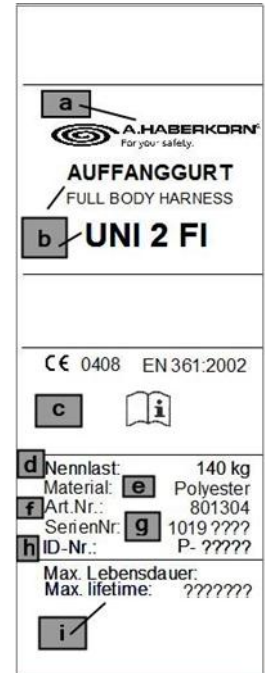 a
A.HABERKORN®
For your safety.
AUFFANGGURT
FULL BODY HARNESS
b UNI 2 FI
CE 0408 EN 361:2002
c i
d Nennlast: 140 kg
Material: e Polyester
f Art.Nr.: 801304
SerienNr: g 1019 ????
h ID-Nr.: P- ?????
Max. Lebensdauer:
Max. lifetime: ???????
i